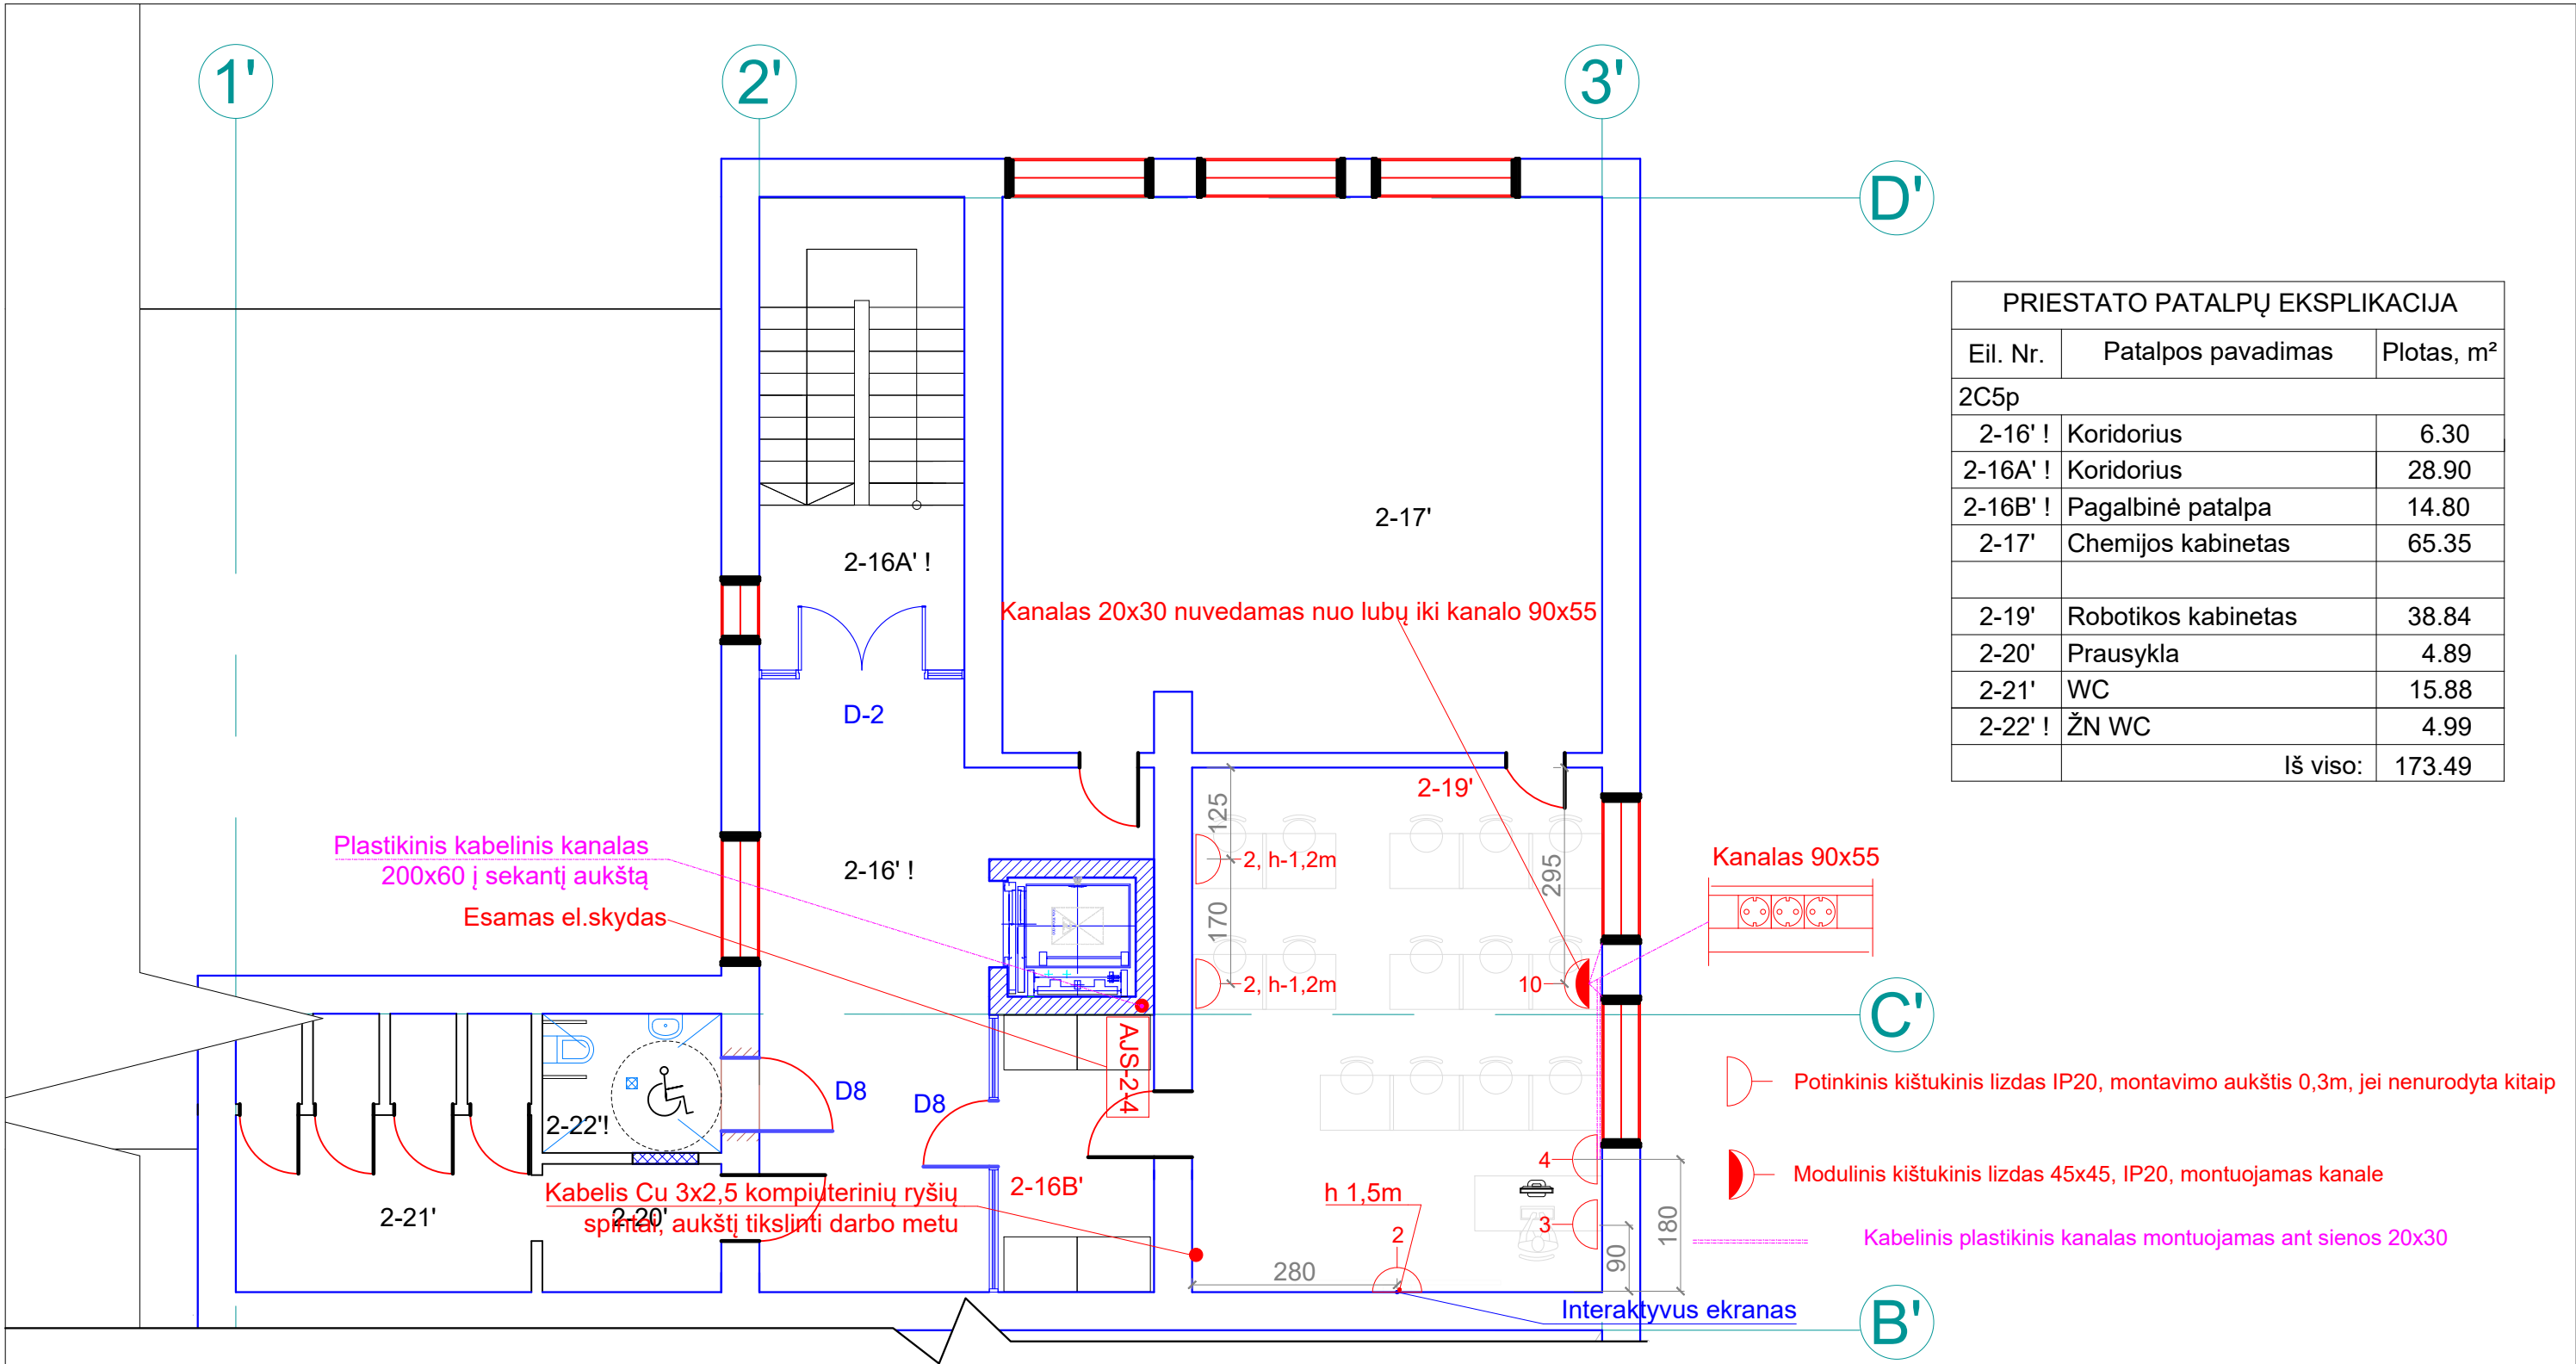 1'
2'
3'
D'
PRIESTATO PATALPŲ EKSPLIKACIJA
Eil. Nr. Patalpos pavadimas Plotas, m²
2C5p
2-16' ! Koridorius 6.30
2-16A' ! Koridorius 28.90
2-16B' ! Pagalbinė patalpa 14.80
2-17' Chemijos kabinetas 65.35
2-19' Robotikos kabinetas 38.84
2-20' Prausykla 4.89
2-21' WC 15.88
2-22' ! ŽN WC 4.99
Iš viso: 173.49
2-17'
2-16A' !
Kanalas 20x30 nuvedamas nuo lubų iki kanalo 90x55
D-2
2-19'
125
Plastikinis kabelinis kanalas
200x60 į sekantį aukštą
2-16' !
2, h-1,2m
295
Kanalas 90x55
Esamas el.skydas
170
2, h-1,2m
10
C'
AJS-2-4
Potinkinis kištukinis lizdas IP20, montavimo aukštis 0,3m, jei nenurodyta kitaip
D8
D8
2-22'!
4
Modulinis kištukinis lizdas 45x45, IP20, montuojamas kanale
Kabelis Cu 3x2,5 kompiuterinių ryšių
spintai, aukštį tikslinti darbo metu
2-16B'
h 1,5m
2-21'
2-20'
2
3
180
90
Kabelinis plastikinis kanalas montuojamas ant sienos 20x30
280
Interaktyvus ekranas
B'